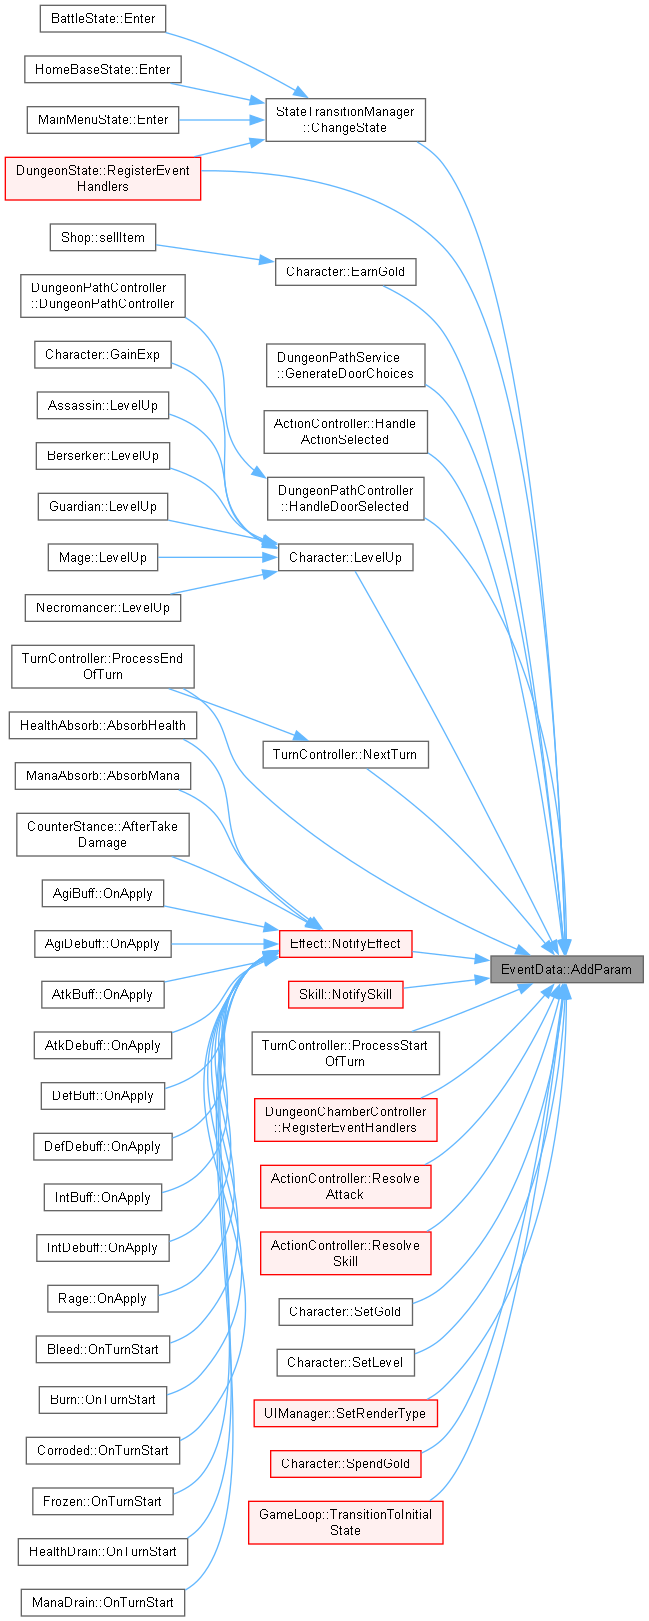 BattleState::Enter
HomeBaseState::Enter
MainMenuState::Enter
DungeonState::RegisterEvent
Handlers
StateTransitionManager
::ChangeState
Shop::sellItem
Character::EarnGold
DungeonPathController
::DungeonPathController
Character::GainExp
Assassin::LevelUp
Berserker::LevelUp
Guardian::LevelUp
Mage::LevelUp
Necromancer::LevelUp
DungeonPathService
::GenerateDoorChoices
ActionController::Handle
ActionSelected
DungeonPathController
::HandleDoorSelected
Character::LevelUp
TurnController::ProcessEnd
OfTurn
TurnController::NextTurn
HealthAbsorb::AbsorbHealth
ManaAbsorb::AbsorbMana
CounterStance::AfterTake
Damage
AgiBuff::OnApply
AgiDebuff::OnApply
AtkBuff::OnApply
AtkDebuff::OnApply
DefBuff::OnApply
DefDebuff::OnApply
IntBuff::OnApply
IntDebuff::OnApply
Rage::OnApply
Bleed::OnTurnStart
Burn::OnTurnStart
Corroded::OnTurnStart
Frozen::OnTurnStart
HealthDrain::OnTurnStart
ManaDrain::OnTurnStart
Effect::NotifyEffect
Skill::NotifySkill
TurnController::ProcessStart
OfTurn
DungeonChamberController
::RegisterEventHandlers
ActionController::Resolve
Attack
ActionController::Resolve
Skill
Character::SetGold
Character::SetLevel
UIManager::SetRenderType
Character::SpendGold
GameLoop::TransitionToInitial
State
EventData::AddParam